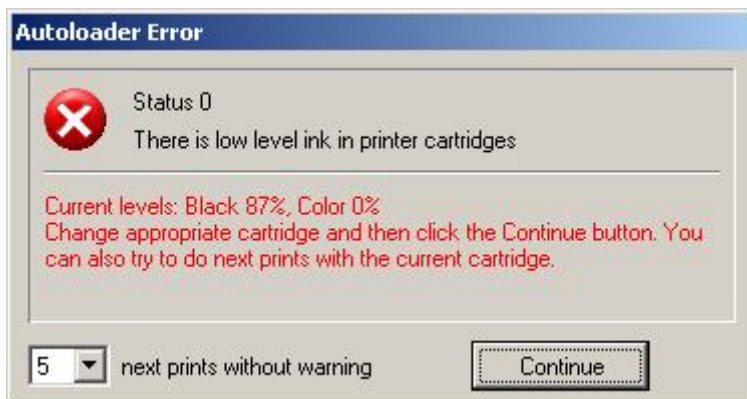 Autoloader Error
Status 0
There is low level ink in printer cartridges
Current levels: Black 87%, Color 0%
Change appropriate cartridge and then click the Continue button. You
can also try to do next prints with the current cartridge.
5 next prints without warning Continue